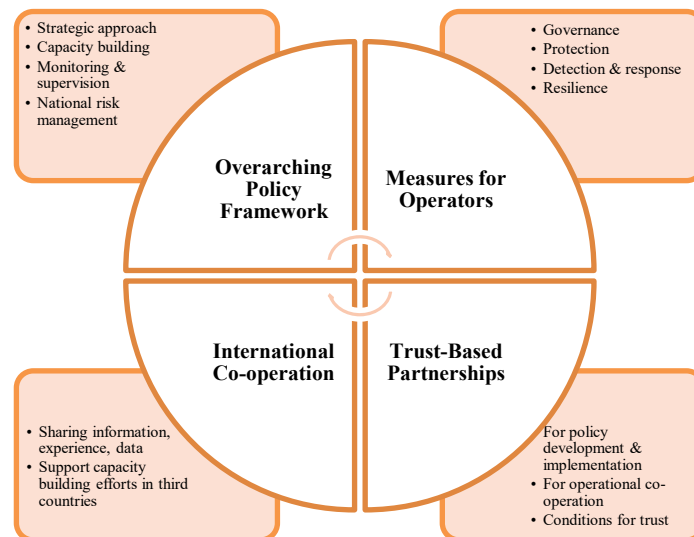 • Strategic approach
• Capacity building
• Monitoring &
supervision
• National risk
management
• Governance
• Protection
• Detection & response
• Resilience
Overarching
Policy
Framework
Measures for
Operators
International
Co-operation
Trust-Based
Partnerships
• Sharing information,
experience, data
• Support capacity
building efforts in third
countries
For policy
development &
implementation
• For operational co-
operation
• Conditions for trust